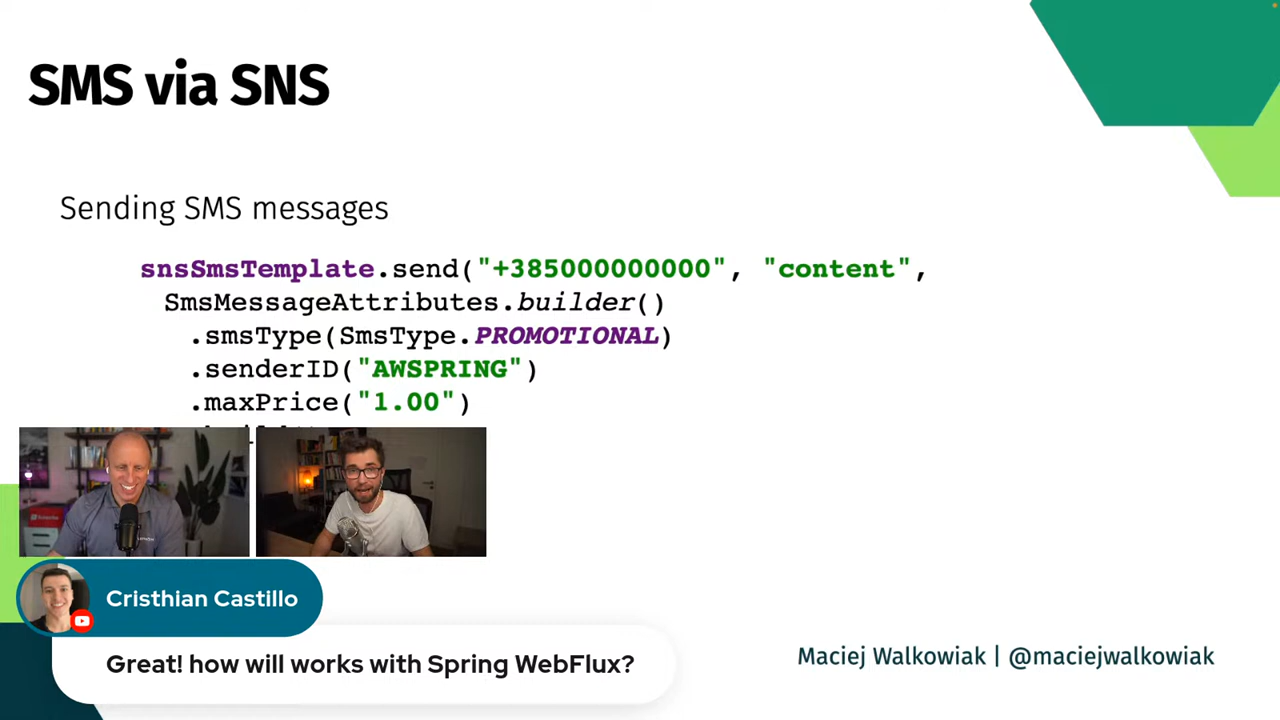 SMS via SNS
Sending SMS messages
snsSmsTemplate.send("+385000000000", "content",
SmsMessageAttributes.builder()
.smsType(SmsType.PROMOTIONAL)
.senderID("AWSPRING")
.maxPrice("1.00")
Cristhian Castillo
Great! how will works with Spring WebFlux?
Maciej Walkowiak | @maciejwalkowiak